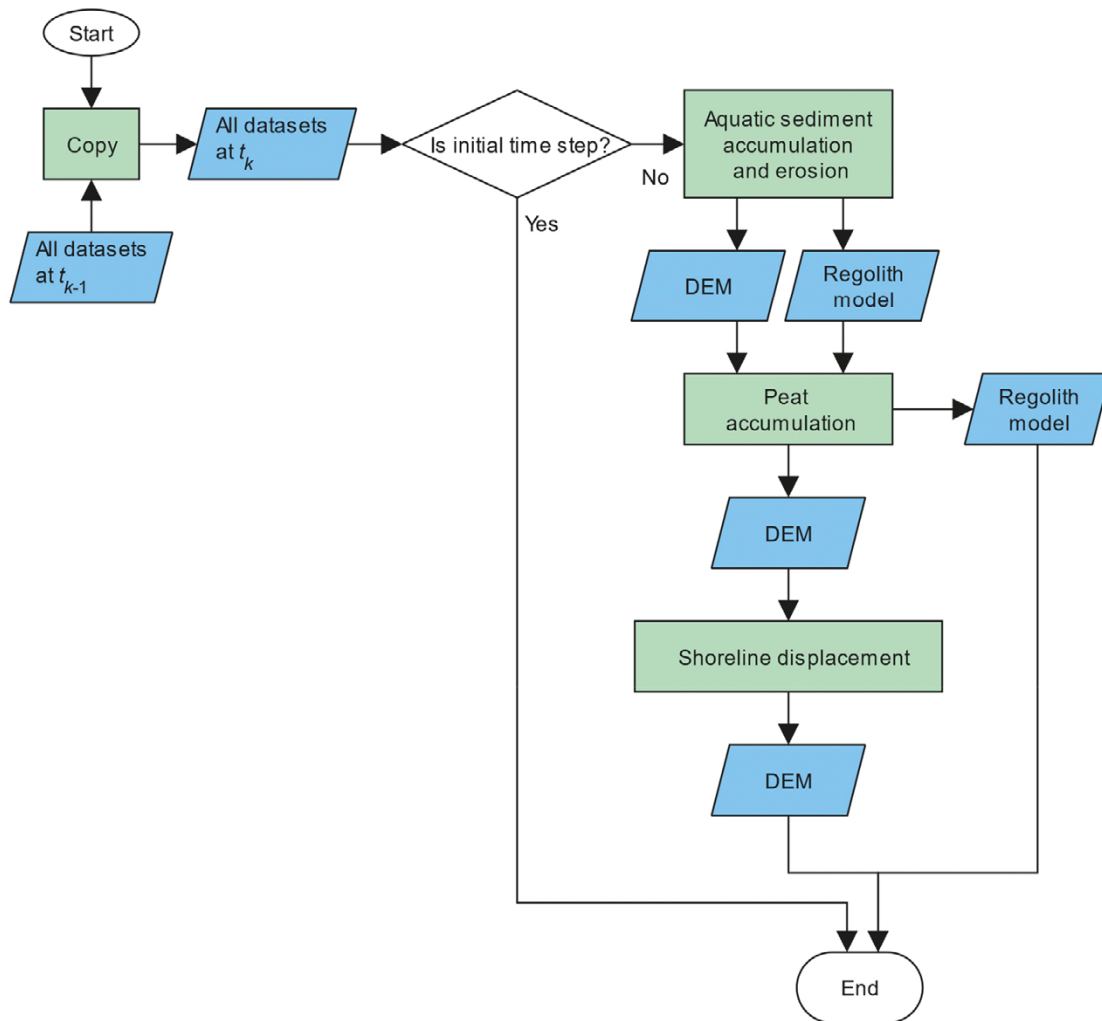 Start
Copy
All datasets
at tk
All datasets
at tk-1
Is initial time step?
No
Yes
Aquatic sediment
accumulation
and erosion
DEM
Regolith
model
Peat
accumulation
Regolith
model
DEM
Shoreline displacement
DEM
End